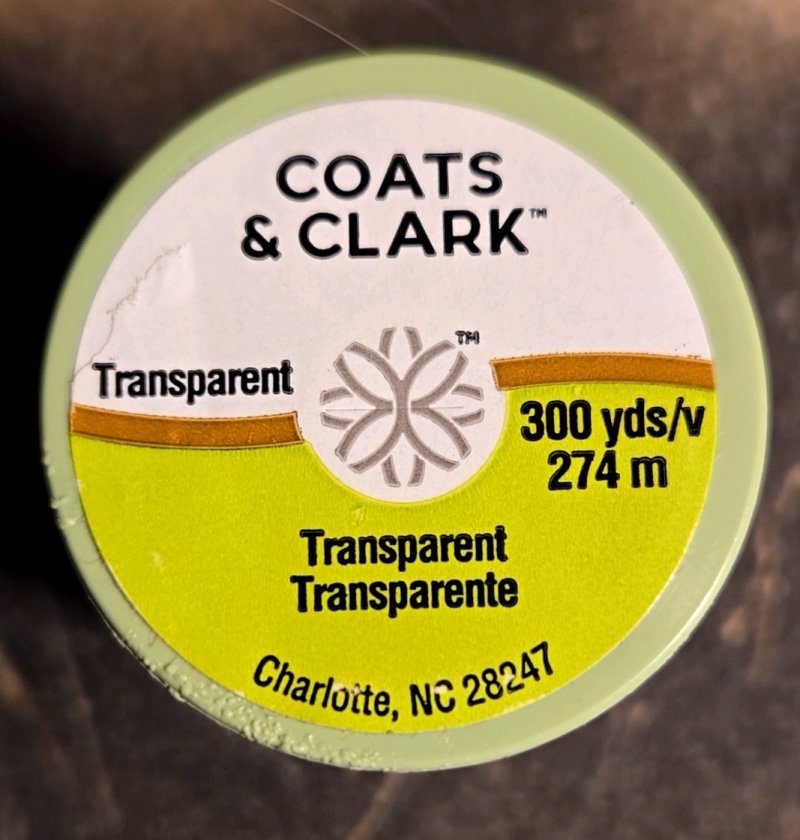 COATS
& CLARK™
™
Transparent
300 yds/v
274 m
Transparent
Transparente
Charlotte, NC 28247